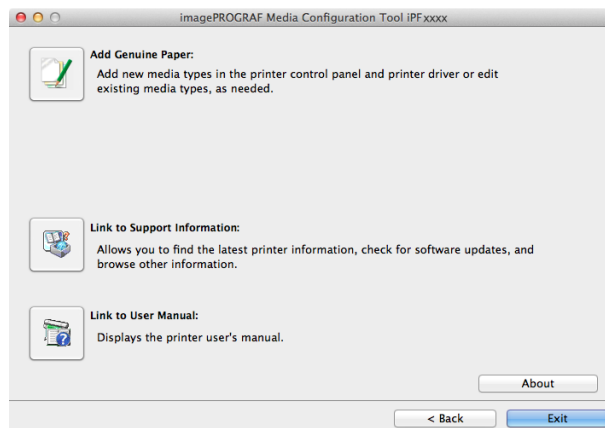 imagePROGRAF Media Configuration Tool iPFxxxx
Add Genuine Paper:
Add new media types in the printer control panel and printer driver or edit
existing media types, as needed.
Link to Support Information:
Allows you to find the latest printer information, check for software updates, and
browse other information.
Link to User Manual:
Displays the printer user's manual.
About
< Back
Exit